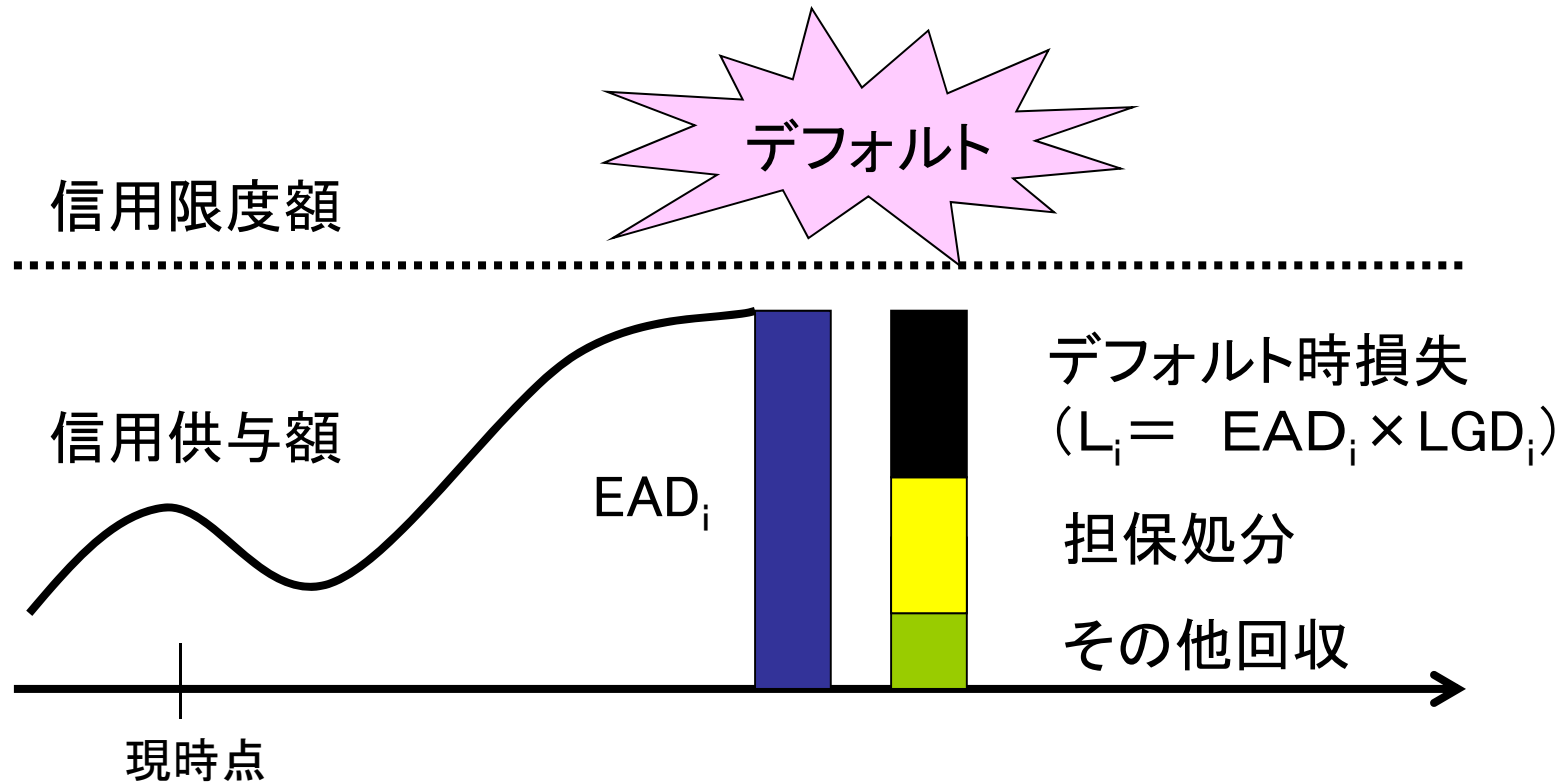 デフォルト
信用限度額
デフォルト時損失
(Lᵢ= EADᵢ×LGDᵢ)
信用供与額
EADᵢ
担保処分
その他回収
現時点